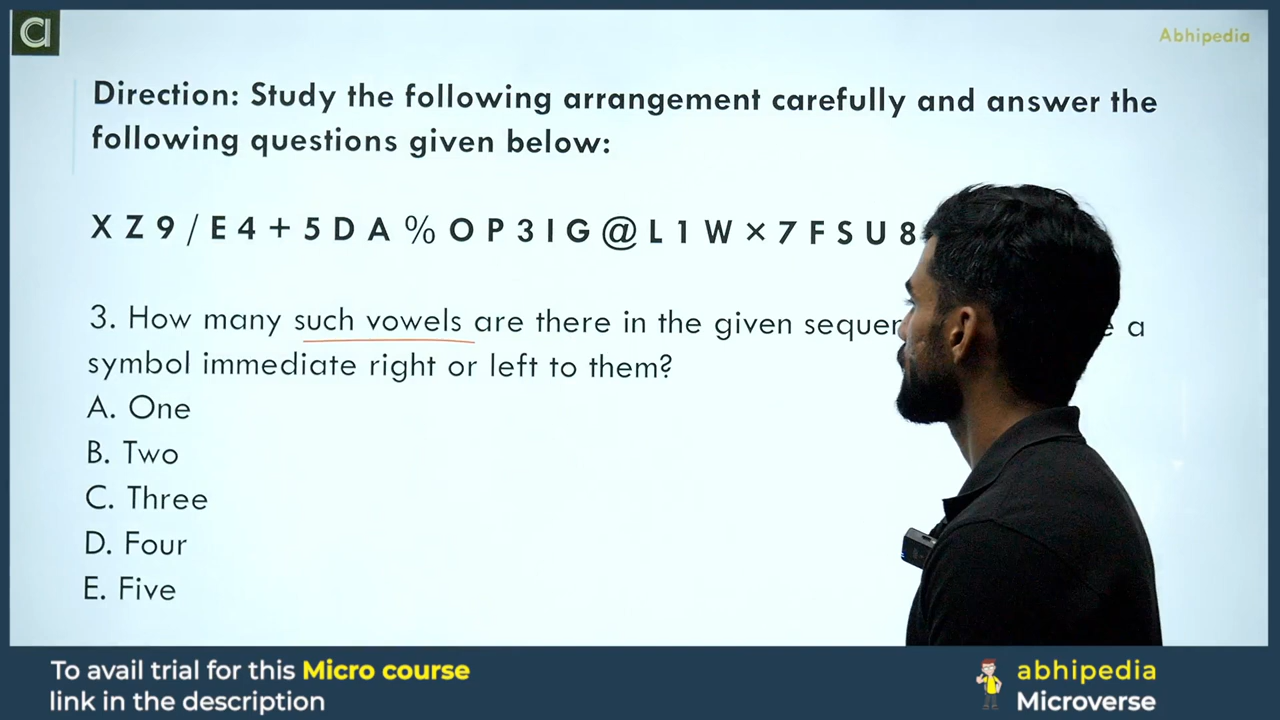 a
Abhipedia
Direction: Study the following arrangement carefully and answer the
following questions given below:
X Z 9 / E 4 + 5 D A % O P 3 I G @ L 1 W × 7 F S U 8
3. How many such vowels are there in the given a
symbol immediate right or left to them?
A. One
B. Two
C. Three
D. Four
E. Five
To avail trial for this Micro course
link in the description
abhipedia
Microverse